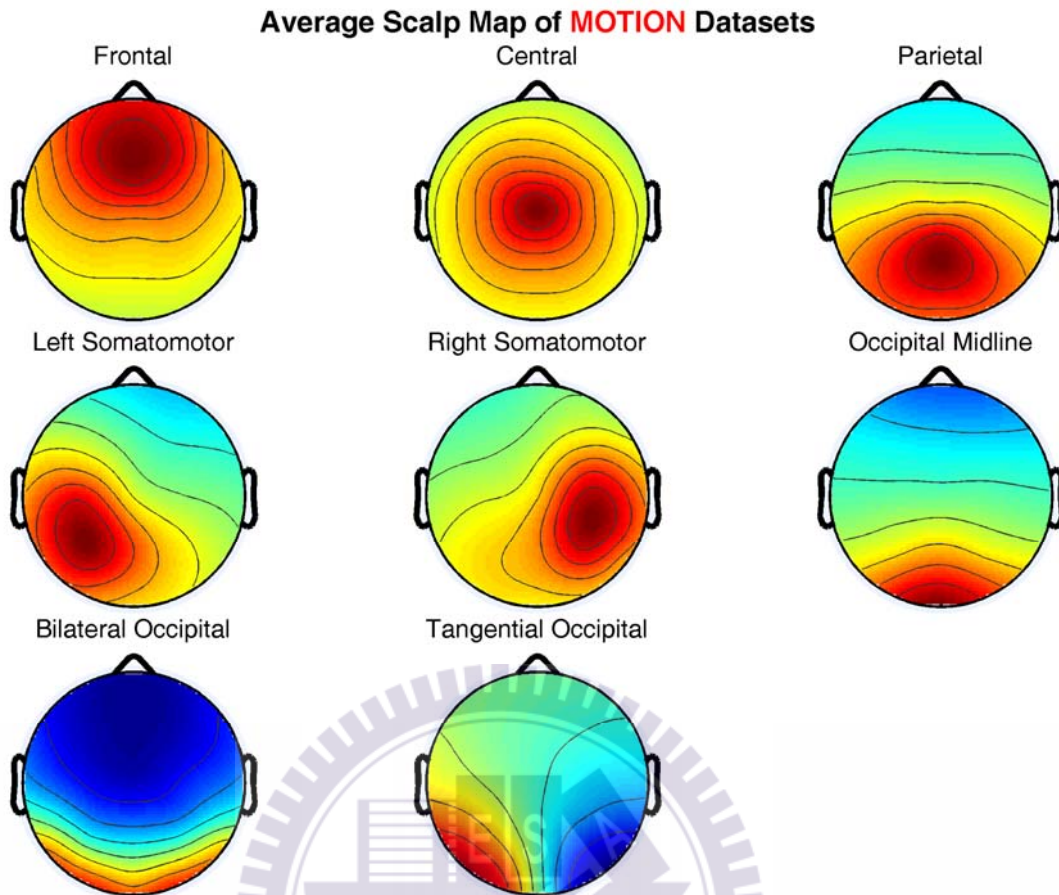 Average Scalp Map of MOTION Datasets
Frontal
Central
Parietal
Left Somatomotor
Right Somatomotor
Occipital Midline
Bilateral Occipital
Tangential Occipital
E S A